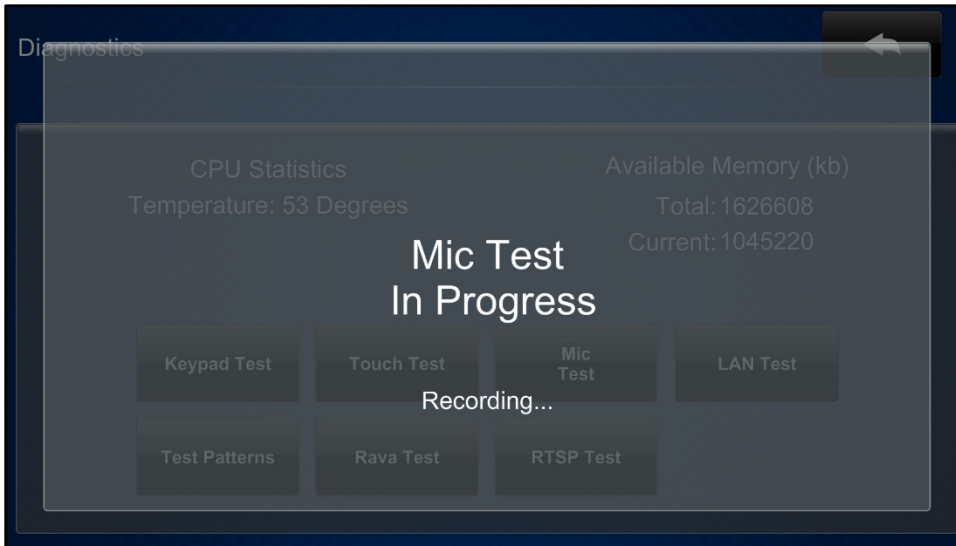 Diagnostics
CPU Statistics
Temperature: 53 Degrees
Available Memory (kb)
Total: 1626608
Current: 1045220
Mic Test
In Progress
Keypad Test
Touch Test
Mic
Test
LAN Test
Recording...
Test Patterns
Rava Test
RTSP Test